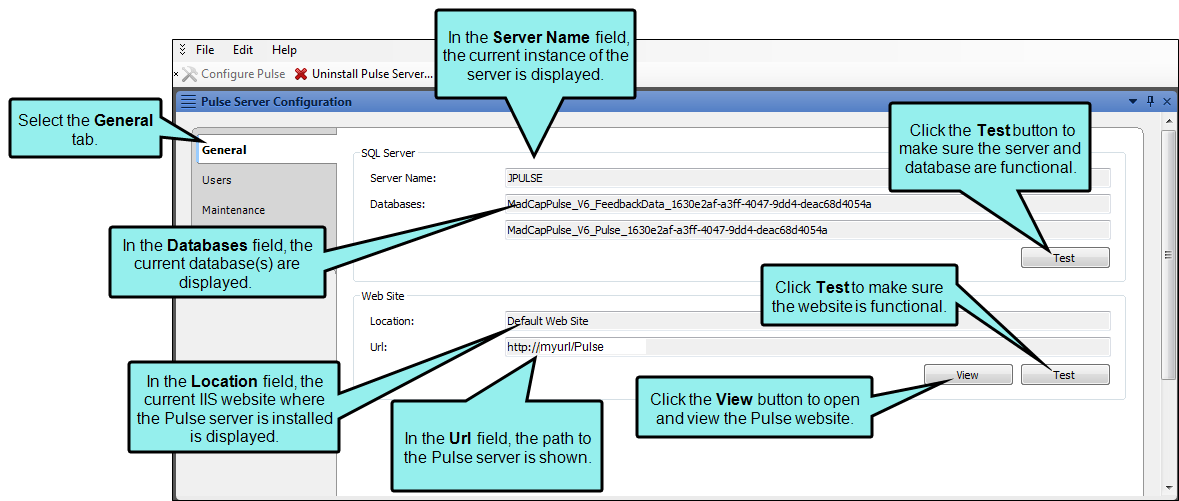 In the Server Name field,
the current instance of the
server is displayed.
File Edit Help
Configure Pulse Uninstall Pulse Server...
Pulse Server Configuration
Select the General
tab.
Click the Test button to
make sure the server and
database are functional.
General
Users
Maintenance
SQL Server
Server Name: JPULSE
Databases: MadCapPulse_V6_FeedbackData_1630e2af-a3ff-4047-9dd4-deac68d4054a
MadCapPulse_V6_Pulse_1630e2af-a3ff-4047-9dd4-deac68d4054a
Test
In the Databases field, the
current database(s) are
displayed.
Click Test to make sure
the website is functional.
Web Site
Location: Default Web Site
Url: http://myurl/Pulse
View Test
In the Location field, the
current IIS website where
the Pulse server is installed
is displayed.
In the Url field, the path to
the Pulse server is shown.
Click the View button to open
and view the Pulse website.